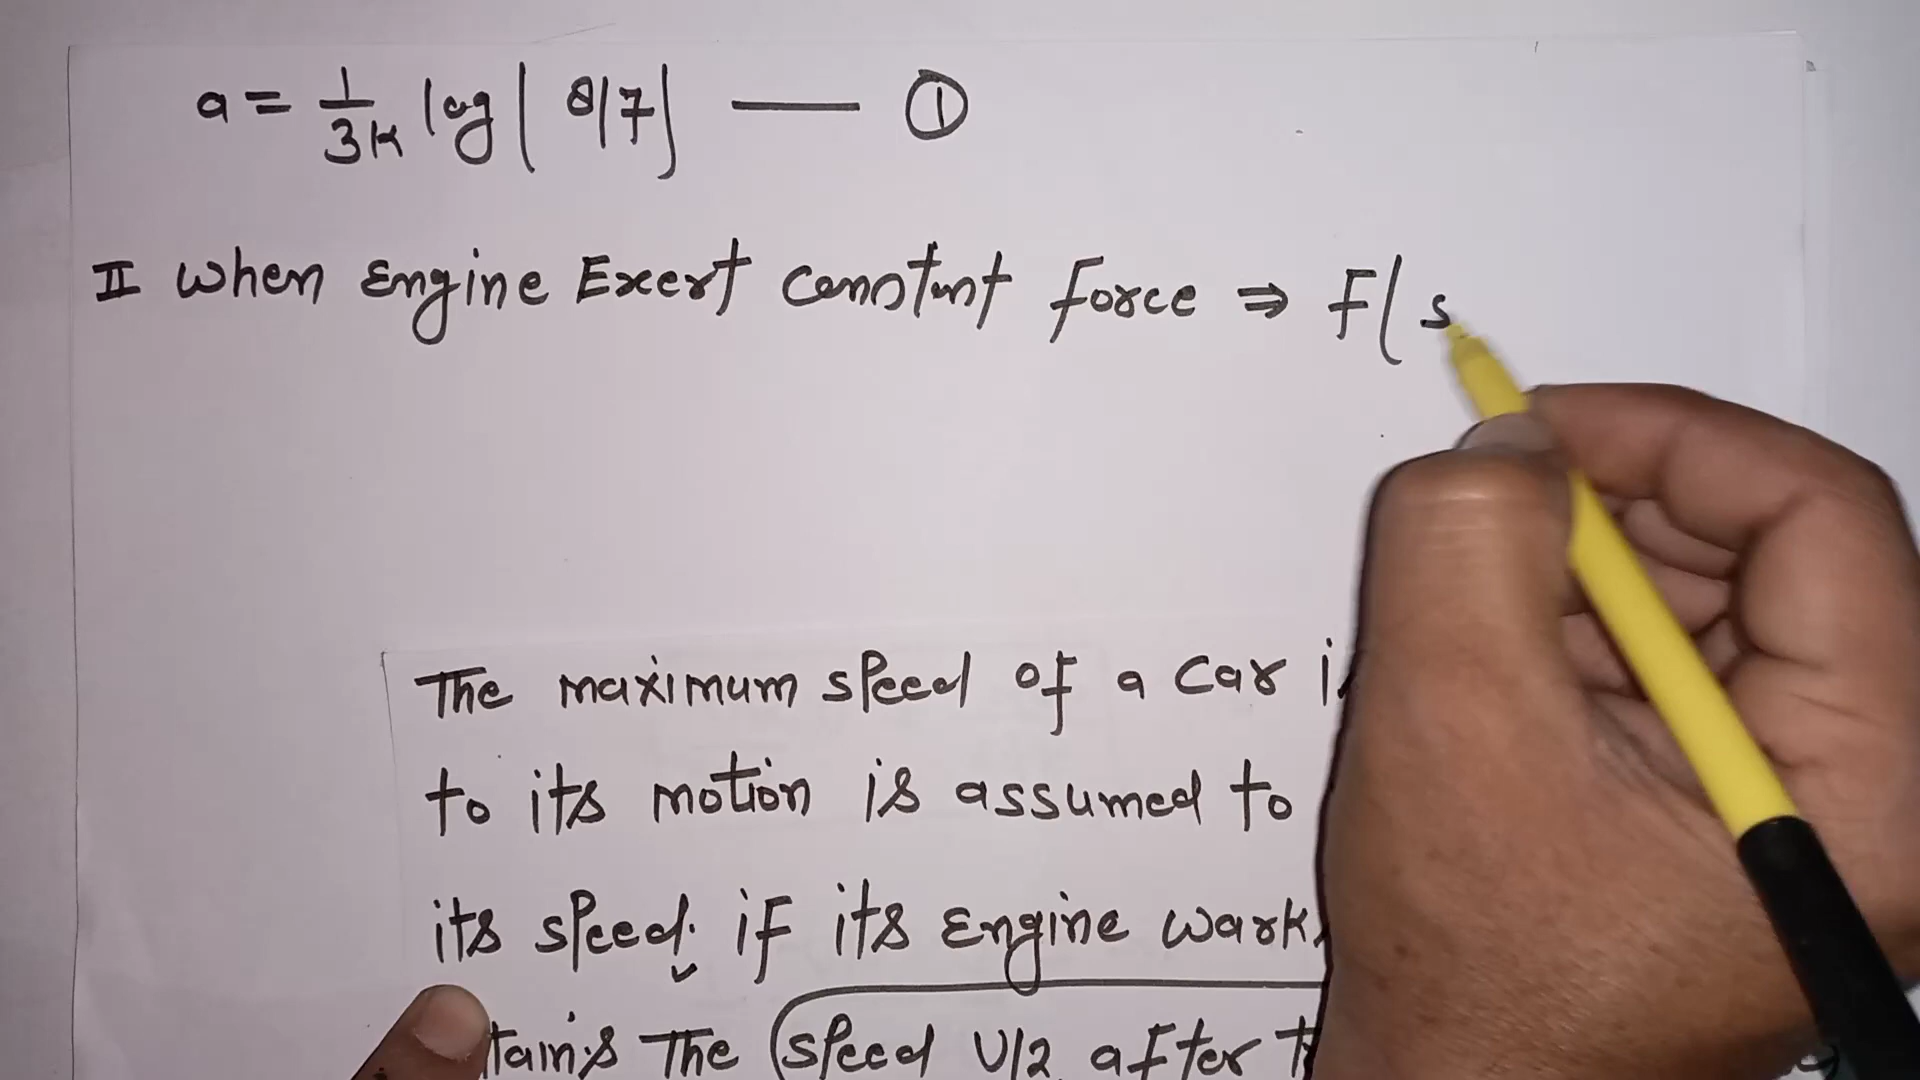 a = 1/3k log( 8/7) —— ①
II When Engine Exert constant force ⇒ F( s
The maximum speed of a car
to its motion is assumed to
its speed. if its Engine work
tains The speed U/2 after